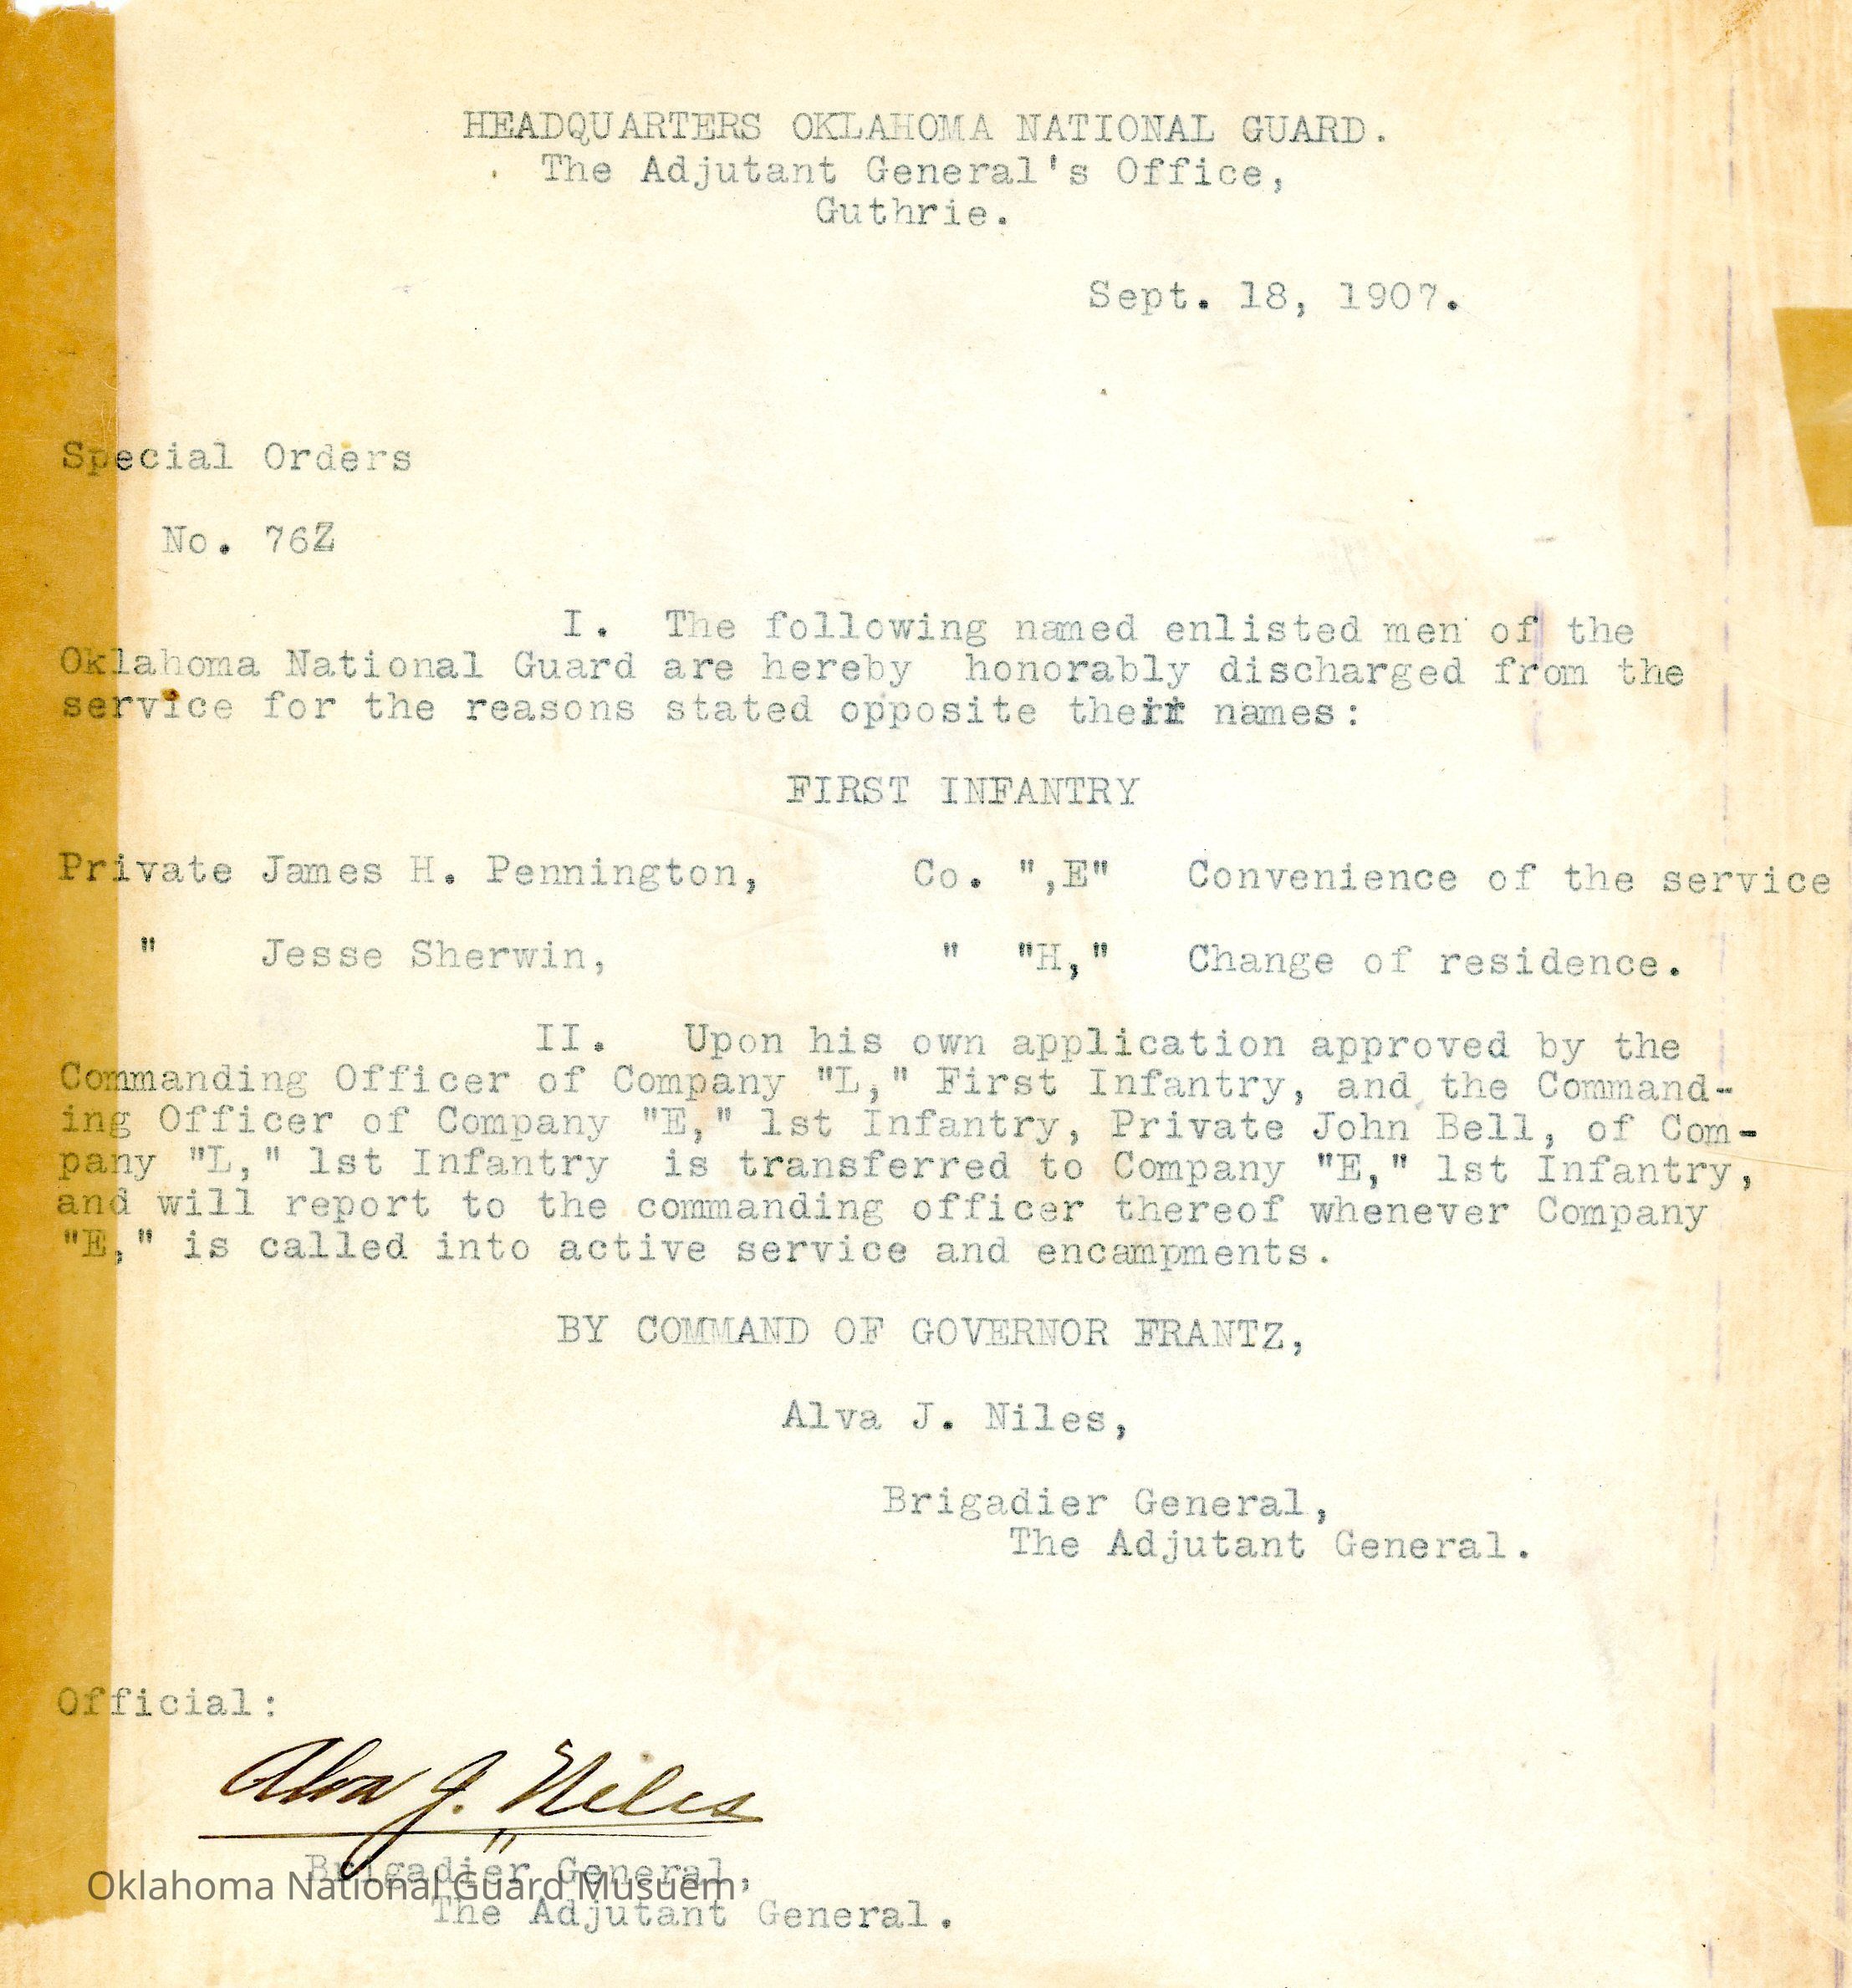 HEADQUARTERS OKLAHOMA NATIONAL GUARD.
The Adjutant General's Office,
Guthrie.
Sept. 18, 1907.
Special Orders
No. 76Z
I. The following named enlisted men of the
Oklahoma National Guard are hereby honorably discharged from the
service for the reasons stated opposite their names:
FIRST INFANTRY
Private James H. Pennington, Co. ",E" Convenience of the service
" Jesse Sherwin, " "H," Change of residence.
II. Upon his own application approved by the
Commanding Officer of Company "L," First Infantry, and the Command-
ing Officer of Company "E," 1st Infantry, Private John Bell, of Com-
pany "L," 1st Infantry is transferred to Company "E," 1st Infantry,
and will report to the commanding officer thereof whenever Company
"E," is called into active service and encampments.
BY COMMAND OF GOVERNOR FRANTZ,
Alva J. Niles,
Brigadier General,
The Adjutant General.
Official:
Alva J. Niles
Brigadier General,
Oklahoma National Guard Musuem
The Adjutant General.